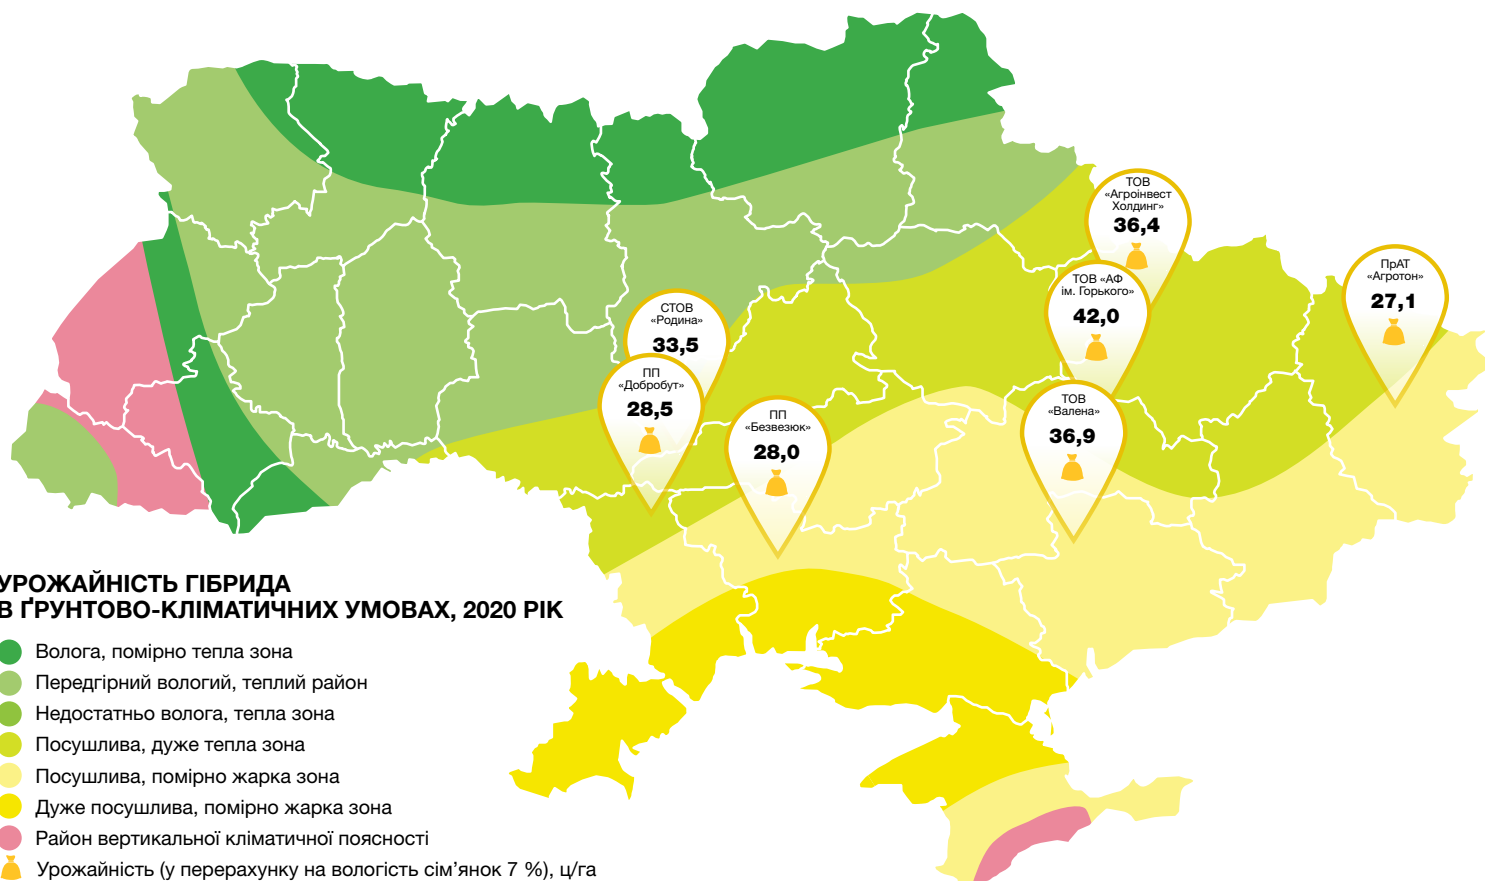 ТОВ
«Агроінвест
Холдинг»
36,4
ТОВ «АФ
ім. Горького»
42,0
ПрАТ
«Агротон»
27,1
СТОВ
«Родина»
33,5
ПП
«Добробут»
28,5
ПП
«Безвезюк»
28,0
ТОВ
«Валена»
36,9
УРОЖАЙНІСТЬ ГІБРИДА
В ҐРУНТОВО-КЛІМАТИЧНИХ УМОВАХ, 2020 РІК
Волога, помірно тепла зона
Передгірний вологий, теплий район
Недостатньо волога, тепла зона
Посушлива, дуже тепла зона
Посушлива, помірно жарка зона
Дуже посушлива, помірно жарка зона
Район вертикальної кліматичної поясності
Урожайність (у перерахунку на вологість сім’янок 7 %), ц/га